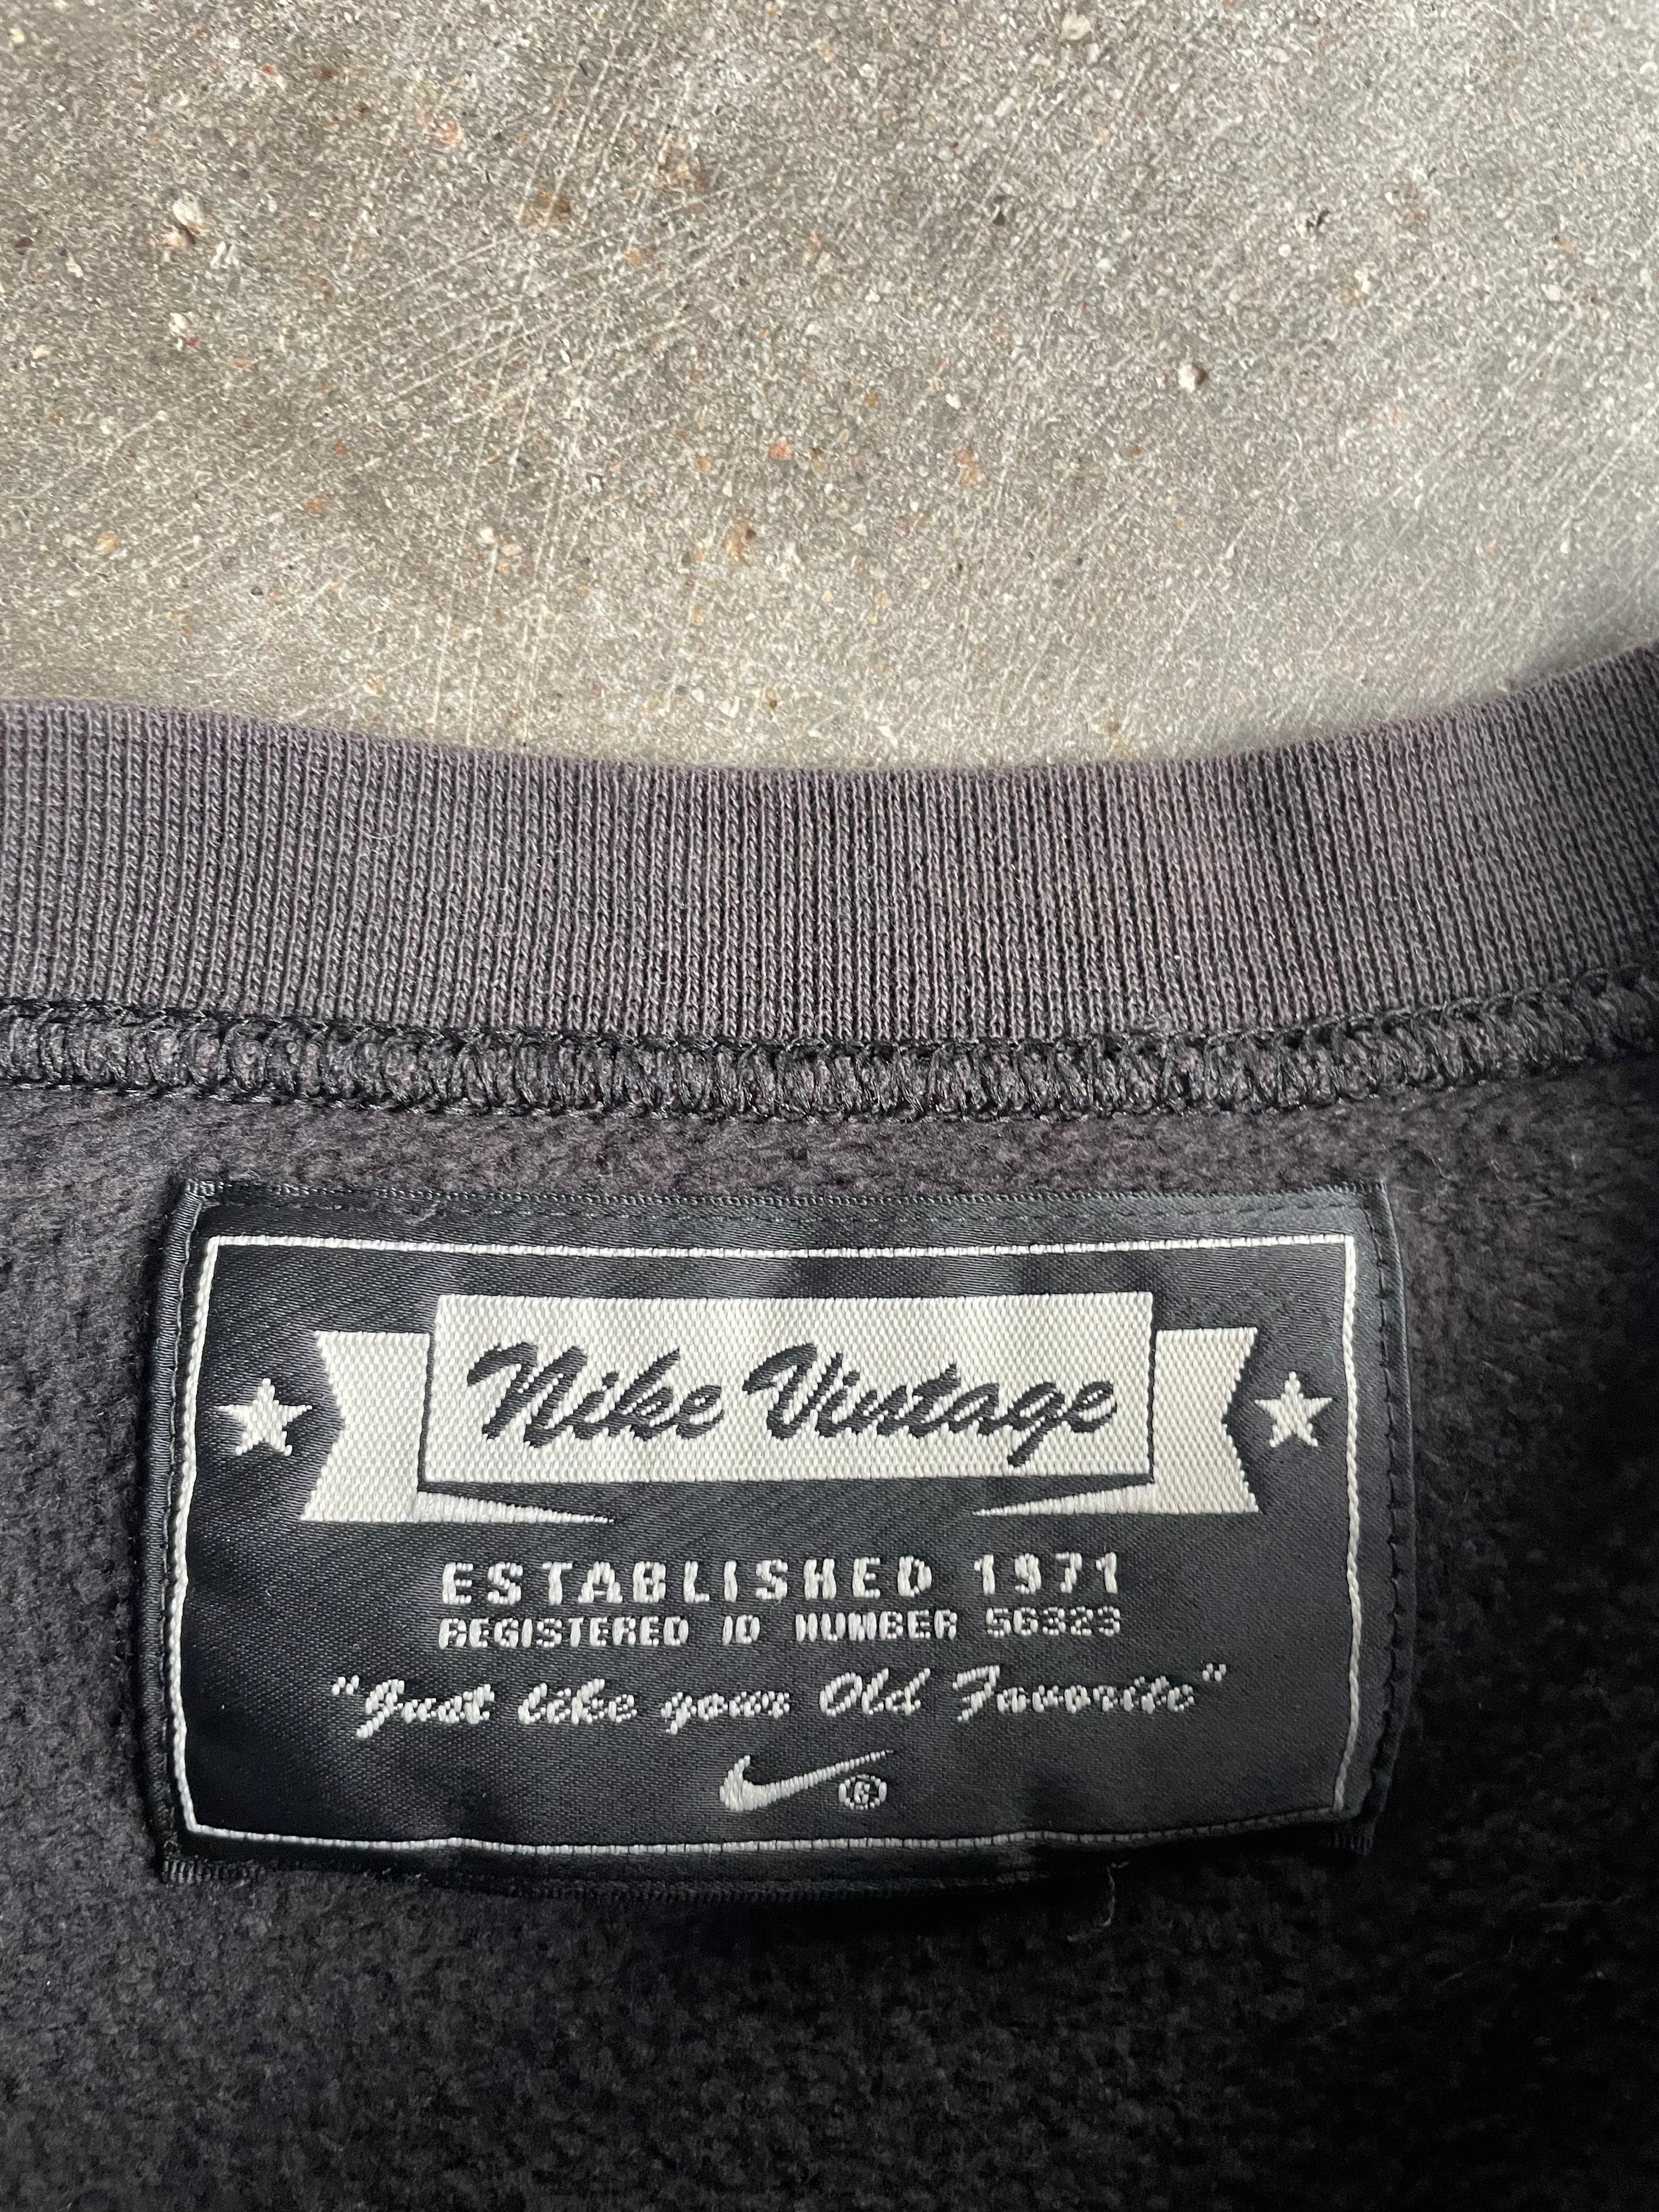 Nike Vintage
ESTABLISHED 1971
REGISTERED ID NUMBER 56323
"Just like your Old Favorite"
®